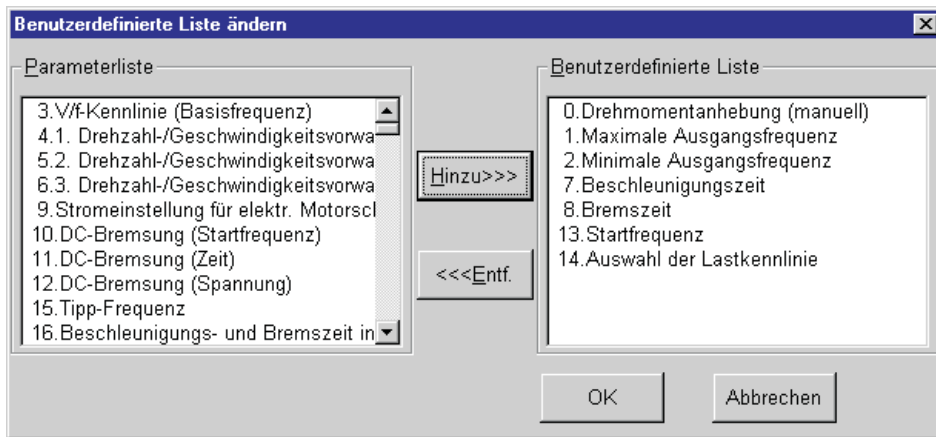 Benutzerdefinierte Liste ändern
Parameterliste
3.V/f-Kennlinie (Basisfrequenz)
4.1. Drehzahl-/Geschwindigkeitsvorwa
5.2. Drehzahl-/Geschwindigkeitsvorwa
6.3. Drehzahl-/Geschwindigkeitsvorwa
9.Stromeinstellung für elektr. Motorscl
10.DC-Bremsung (Startfrequenz)
11.DC-Bremsung (Zeit)
12.DC-Bremsung (Spannung)
15.Tipp-Frequenz
16.Beschleunigungs- und Bremszeit in
Hinzu>>>
<<<Entf.
Benutzerdefinierte Liste
0.Drehmomentanhebung (manuell)
1.Maximale Ausgangsfrequenz
2.Minimale Ausgangsfrequenz
7.Beschleunigungszeit
8.Bremszeit
13.Startfrequenz
14.Auswahl der Lastkennlinie
OK
Abbrechen